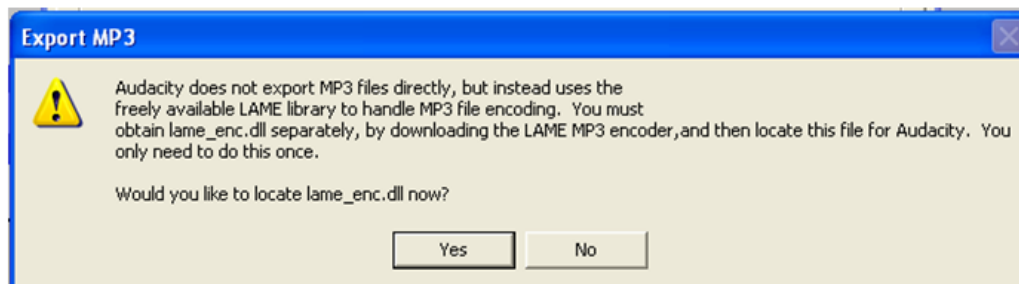 Export MP3
Audacity does not export MP3 files directly, but instead uses the
freely available LAME library to handle MP3 file encoding.  You must
obtain lame_enc.dll separately, by downloading the LAME MP3 encoder,and then locate this file for Audacity.  You
only need to do this once.
Would you like to locate lame_enc.dll now?
Yes No